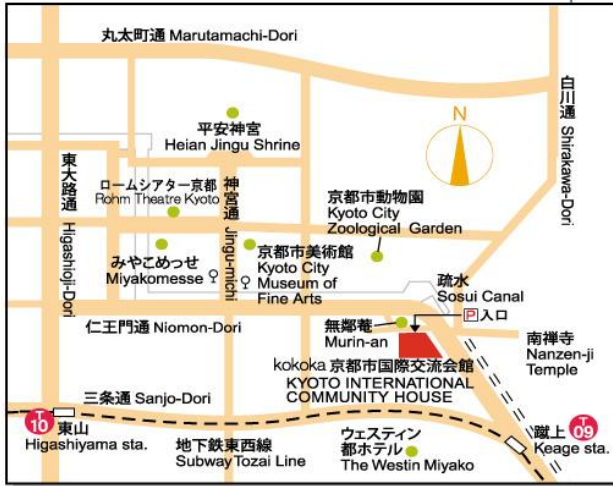 丸太町通 Marutamachi-Dori
白川通 Shirakawa-Dori
N
平安神宮
Heian Jingu Shrine
東大路通 Higashioji-Dori
ロームシアター京都
Rohm Theatre Kyoto
神宮通 Jingu-michi
京都市動物園
Kyoto City
Zoological Garden
みやこめっせ
Miyakomesse
京都市美術館
Kyoto City
Museum of
Fine Arts
疏水
Sosui Canal
P入口
仁王門通 Niomon-Dori
無鄰菴
Murin-an
南禅寺
Nanzen-ji
Temple
kokoka 京都市国際交流会館
KYOTO INTERNATIONAL
COMMUNITY HOUSE
三条通 Sanjo-Dori
T
10
東山
Higashiyama sta.
地下鉄東西線
Subway Tozai Line
ウェスティン
都ホテル
The Westin Miyako
蹴上
Keage sta.
T
09